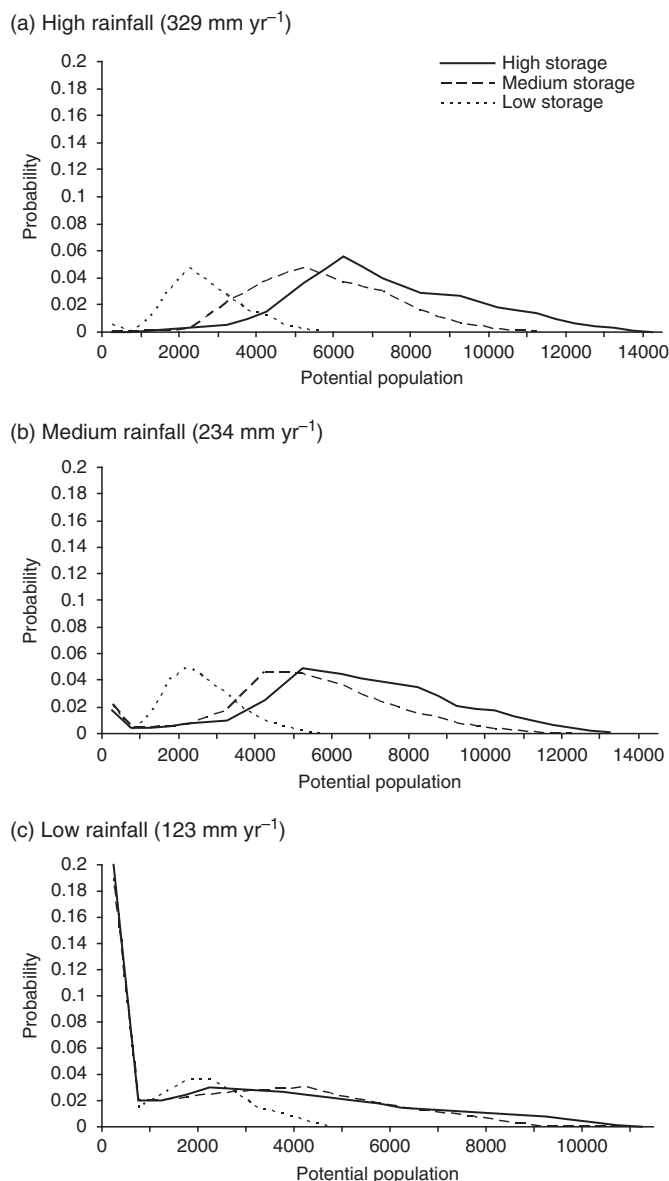 (a) High rainfall (329 mm yr⁻¹)
0.2
0.18
0.16
0.14
0.12
0.1
0.08
0.06
0.04
0.02
0
Probability
High storage
Medium storage
Low storage
0 2000 4000 6000 8000 10000 12000 14000
Potential population
(b) Medium rainfall (234 mm yr⁻¹)
0.2
0.18
0.16
0.14
0.12
0.1
0.08
0.06
0.04
0.02
0
Probability
0 2000 4000 6000 8000 10000 12000 14000
Potential population
(c) Low rainfall (123 mm yr⁻¹)
0.2
0.18
0.16
0.14
0.12
0.1
0.08
0.06
0.04
0.02
0
Probability
0 2000 4000 6000 8000 10000
Potential population